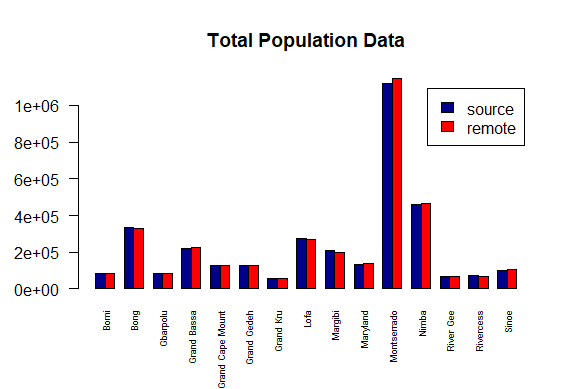 Total Population Data
source
remote
1e+06
8e+05
6e+05
4e+05
2e+05
0e+00
Bomi
Bong
Gbarpolu
Grand Bassa
Grand Cape Mount
Grand Gedeh
Grand Kru
Lofa
Margibi
Maryland
Montserrado
Nimba
River Gee
Rivercess
Sinoe